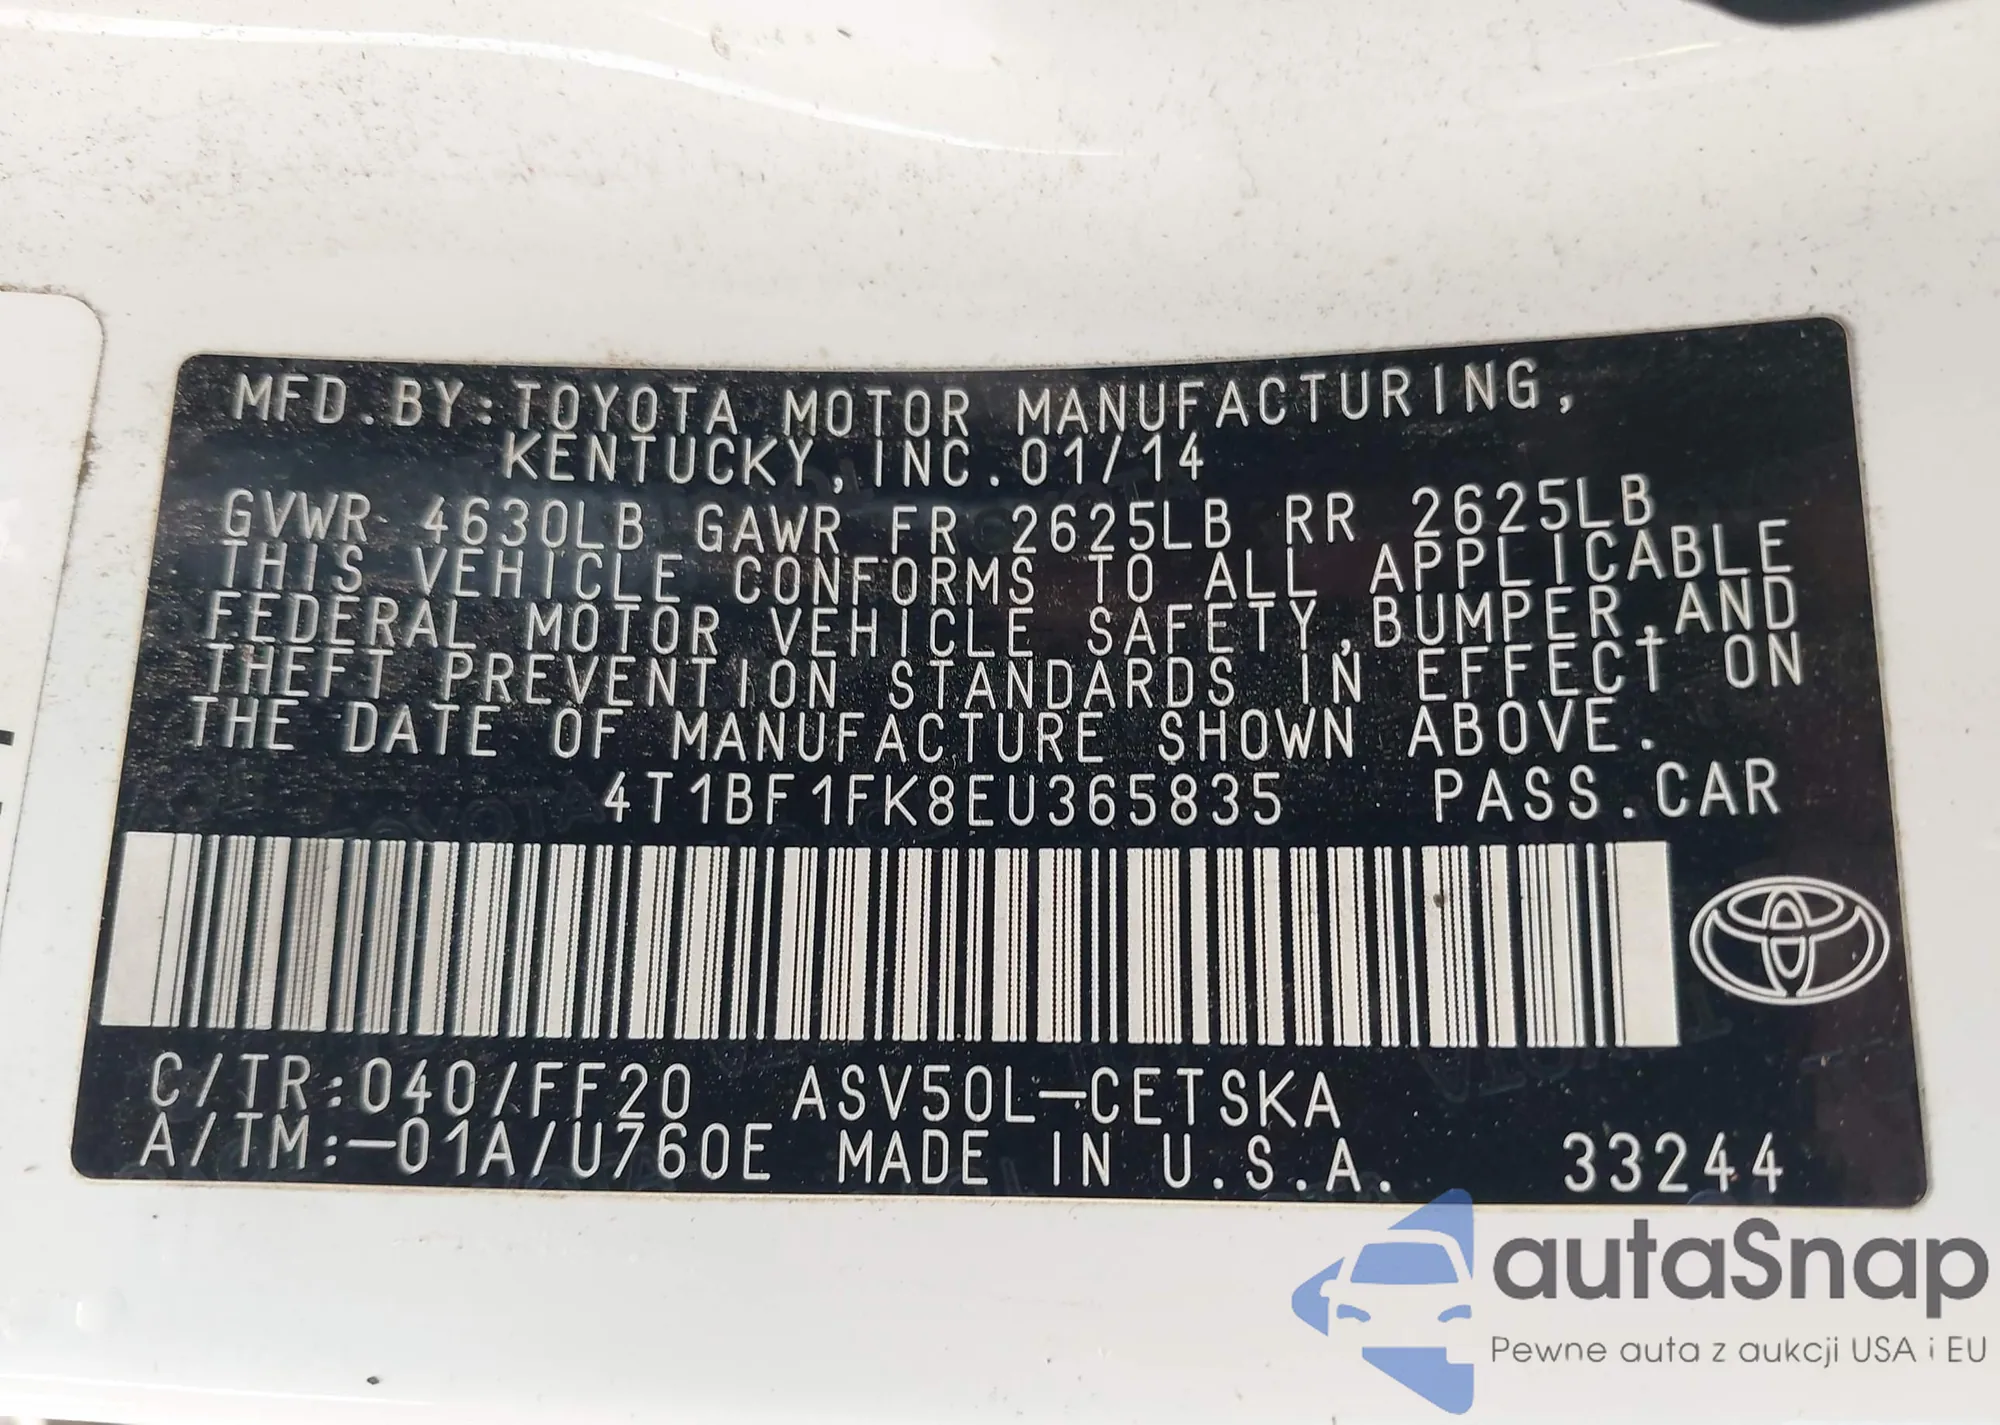 MFD.BY:TOYOTA MOTOR MANUFACTURING,
KENTUCKY,INC.01/14
GVWR 4630LB GAWR FR 2625LB RR 2625LB
THIS VEHICLE CONFORMS TO ALL APPLICABLE
FEDERAL MOTOR VEHICLE SAFETY,BUMPER,AND
THEFT PREVENTION STANDARDS IN EFFECT ON
THE DATE OF MANUFACTURE SHOWN ABOVE.
4T1BF1FK8EU365835 PASS.CAR
C/TR:040/FF20 ASV50L-CETSKA
A/TM:-01A/U760E MADE IN U.S.A. 33244
autaSnap
Pewne auta z aukcji USA i EU